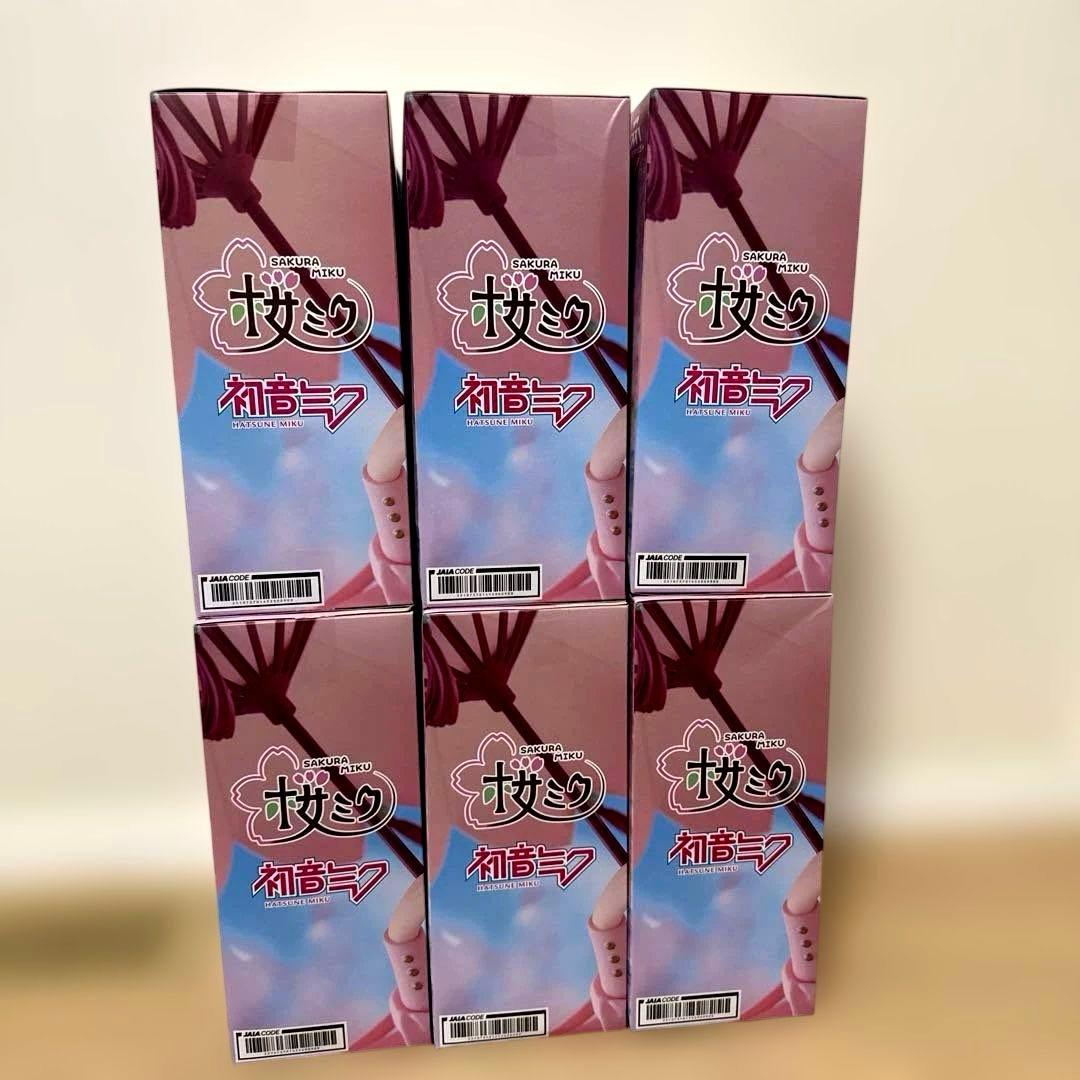 SAKURA
MIKU
桜ミク
初音ミク
HATSUNE MIKU
JAIA CODE
SAKURA
MIKU
桜ミク
初音ミク
HATSUNE MIKU
JAIA CODE
SAKURA
MIKU
桜ミク
初音ミク
HATSUNE MIKU
JAIA CODE
SAKURA
MIKU
桜ミク
初音ミク
HATSUNE MIKU
JAIA CODE
SAKURA
MIKU
桜ミク
初音ミク
HATSUNE MIKU
JAIA CODE
SAKURA
MIKU
桜ミク
初音ミク
HATSUNE MIKU
JAIA CODE